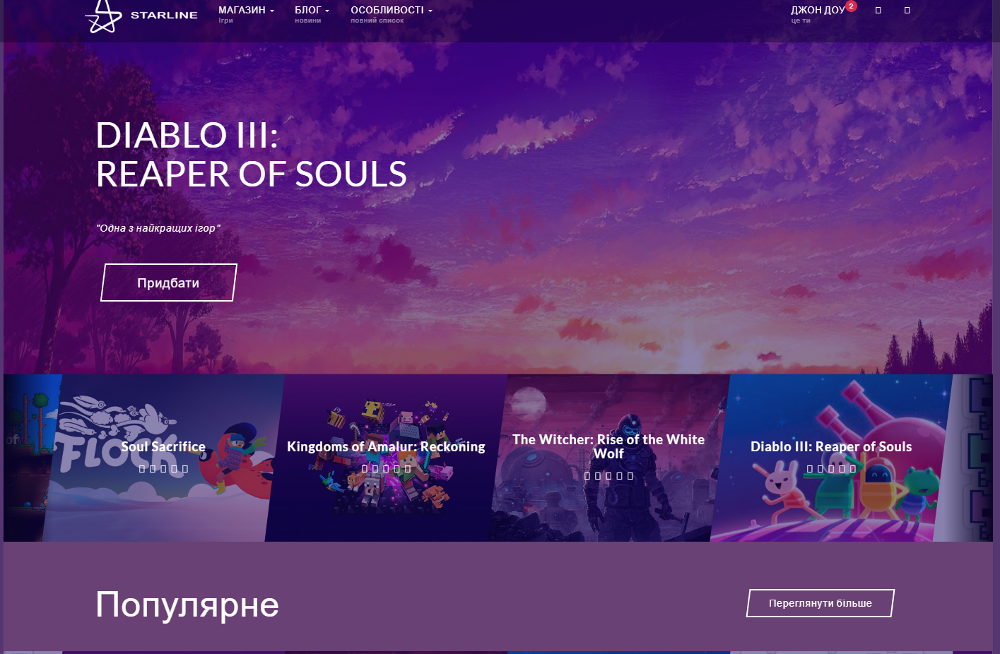 STARLINE
МАГАЗИН
Ігри
БЛОГ
новини
ОСОБЛИВОСТІ
повний список
ДЖОН ДОУ
2
це ти
DIABLO III:
REAPER OF SOULS
"Одна з найкращих ігор"
Придбати
of
FLOCK
Soul Sacrifice
Kingdoms of Amalur: Reckoning
The Witcher: Rise of the White
Wolf
Diablo III: Reaper of Souls
Популярне
Переглянути більше